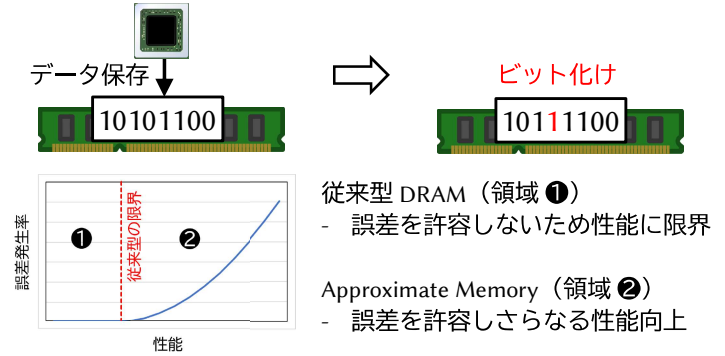 データ保存
10101100
ビット化け
10111100
誤差発生率
❶
従来型の限界
❷
性能
従来型 DRAM（領域 ❶）
- 誤差を許容しないため性能に限界
Approximate Memory（領域 ❷）
- 誤差を許容しさらなる性能向上